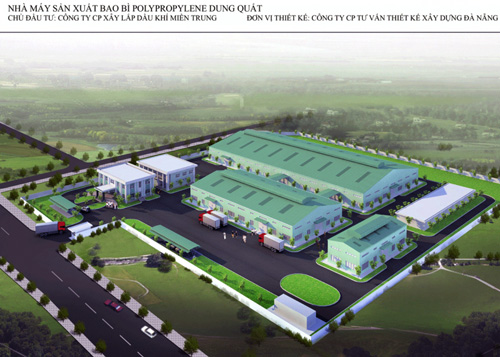 NHÀ MÁY SẢN XUẤT BAO BÌ POLYPROPYLENE DUNG QUẤT
CHỦ ĐẦU TƯ: CÔNG TY CP XÂY LẮP DẦU KHÍ MIỀN TRUNG ĐƠN VỊ THIẾT KẾ: CÔNG TY CP TƯ VẤN THIẾT KẾ XÂY DỰNG ĐÀ NẴNG